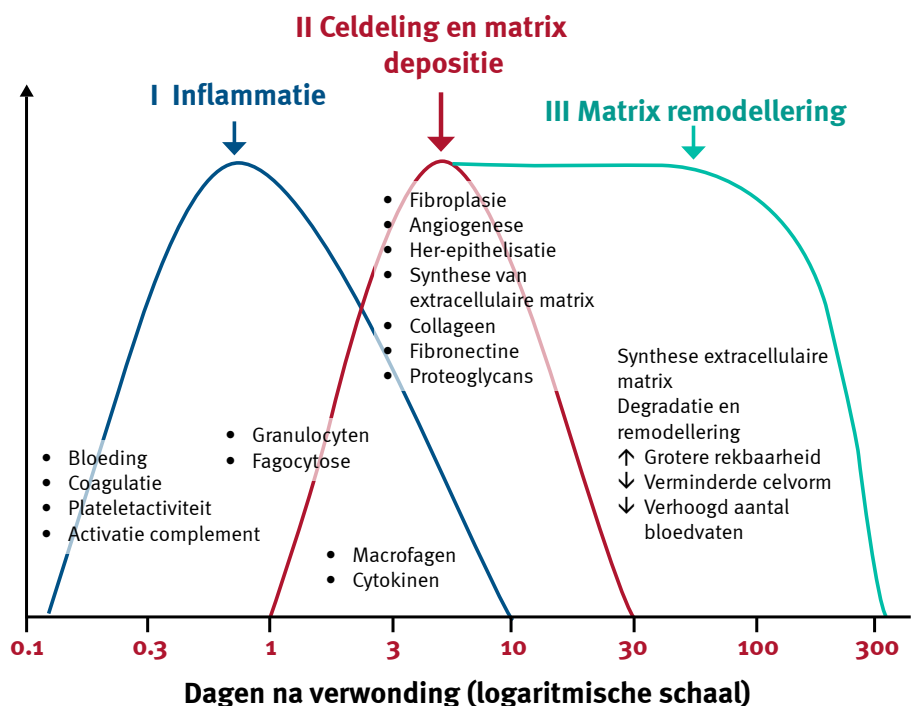 II Celdeling en matrix
depositie
I Inflammatie
III Matrix remodellering
• Fibroplasie
• Angiogenese
• Her-epithelisatie
• Synthese van
extracellulaire matrix
• Collageen
• Fibronectine
• Proteoglycans
Synthese extracellulaire
matrix
Degradatie en
remodellering
↑ Grotere rekbaarheid
↓ Verminderde celvorm
↓ Verhoogd aantal
bloedvaten
• Granulocyten
• Fagocytose
• Bloeding
• Coagulatie
• Plateletactiviteit
• Activatie complement
• Macrofagen
• Cytokinen
0.1 0.3 1 3 10 30 100 300
Dagen na verwonding (logaritmische schaal)